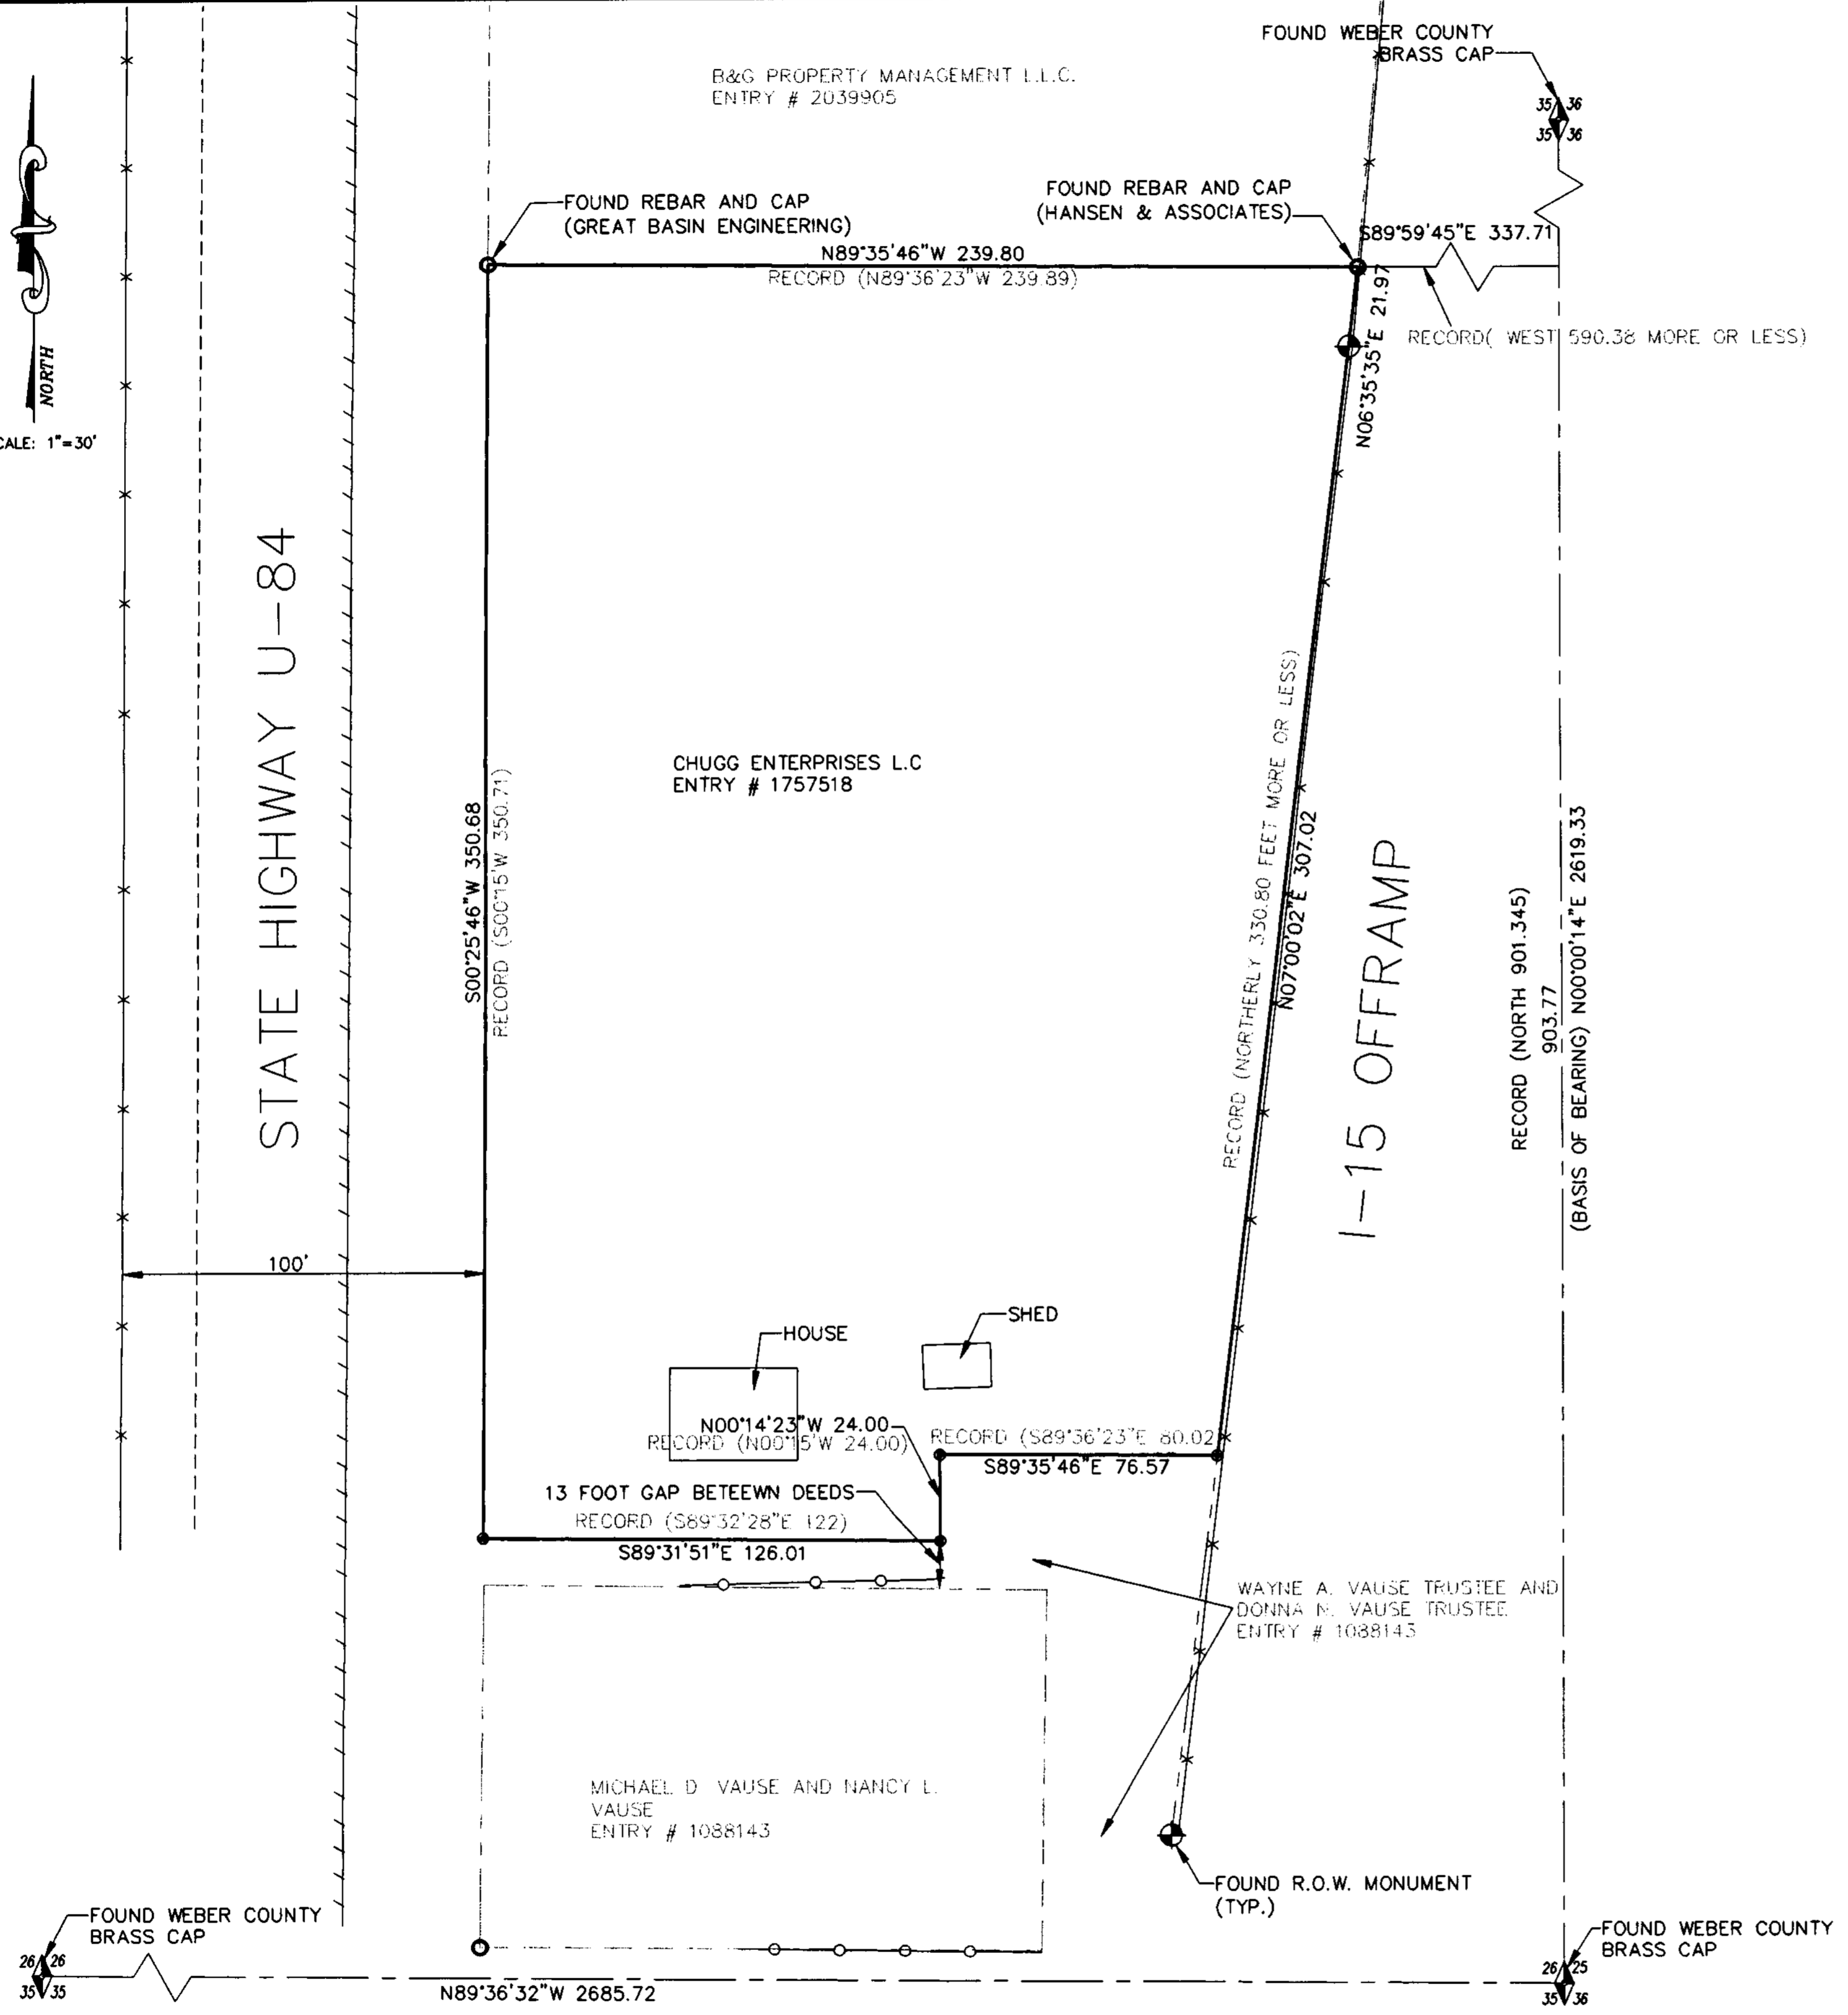 FOUND WEBER COUNTY
BRASS CAP
B&G PROPERTY MANAGEMENT L.L.C.
ENTRY # 2039905
35 36
35 36
FOUND REBAR AND CAP
(GREAT BASIN ENGINEERING)
FOUND REBAR AND CAP
(HANSEN & ASSOCIATES)
S89°59'45"E 337.71
N89°35'46"W 239.80
RECORD (N89°36'23"W 239.89)
N06°35'35"E 21.97
RECORD( WEST 590.38 MORE OR LESS)
NORTH
CALE: 1"=30'
STATE HIGHWAY U-84
CHUGG ENTERPRISES L.C
ENTRY # 1757518
S00°25'46"W 350.68
RECORD (S00°15'W 350.71)
RECORD (NORTHERLY 330.80 FEET MORE OR LESS)
N07°00'02"E 307.02
I-15 OFFRAMP
RECORD (NORTH 901.345)
903.77
(BASIS OF BEARING) N00°00'14"E 2619.33
100'
SHED
HOUSE
N00°14'23"W 24.00
RECORD (N00°15'W 24.00)
RECORD (S89°36'23"E 80.02)
S89°35'46"E 76.57
13 FOOT GAP BETEEWN DEEDS
RECORD (S89°32'28"E 122)
S89°31'51"E 126.01
WAYNE A. VAUSE TRUSTEE AND
DONNA N. VAUSE TRUSTEE
ENTRY # 1088143
MICHAEL D VAUSE AND NANCY L.
VAUSE
ENTRY # 1088143
FOUND R.O.W. MONUMENT
(TYP.)
FOUND WEBER COUNTY
BRASS CAP
26 26
35 35
N89°36'32"W 2685.72
FOUND WEBER COUNTY
BRASS CAP
26 25
35 36